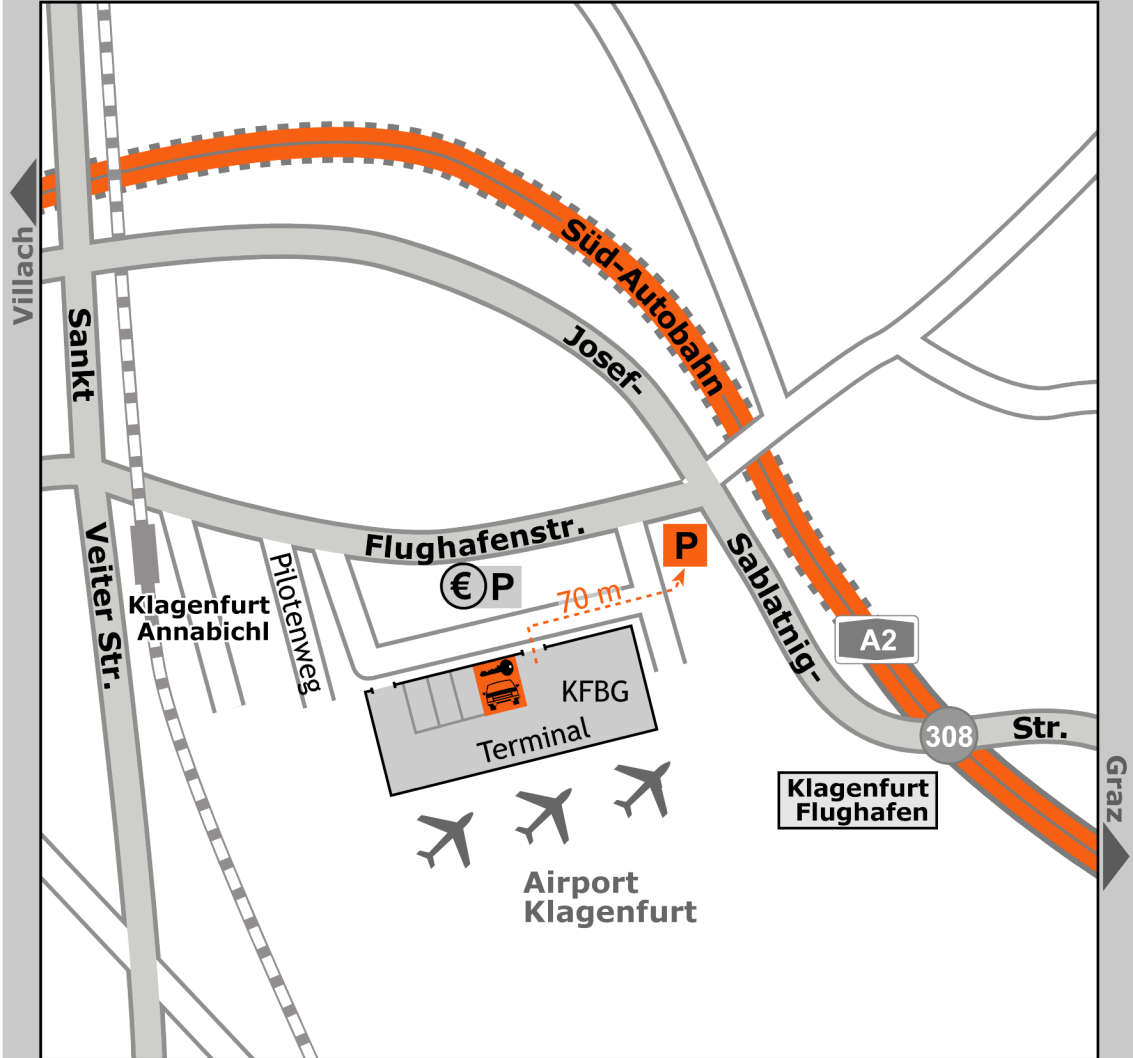 Villach
Sankt
Veiter Str.
Süd-Autobahn
Josef-
Sablatnig-
Str.
Flughafenstr.
€ P
P
70 m
Pilotenweg
Klagenfurt
Annabichl
KFBG
Terminal
A2
308
Klagenfurt
Flughafen
Graz
Airport
Klagenfurt